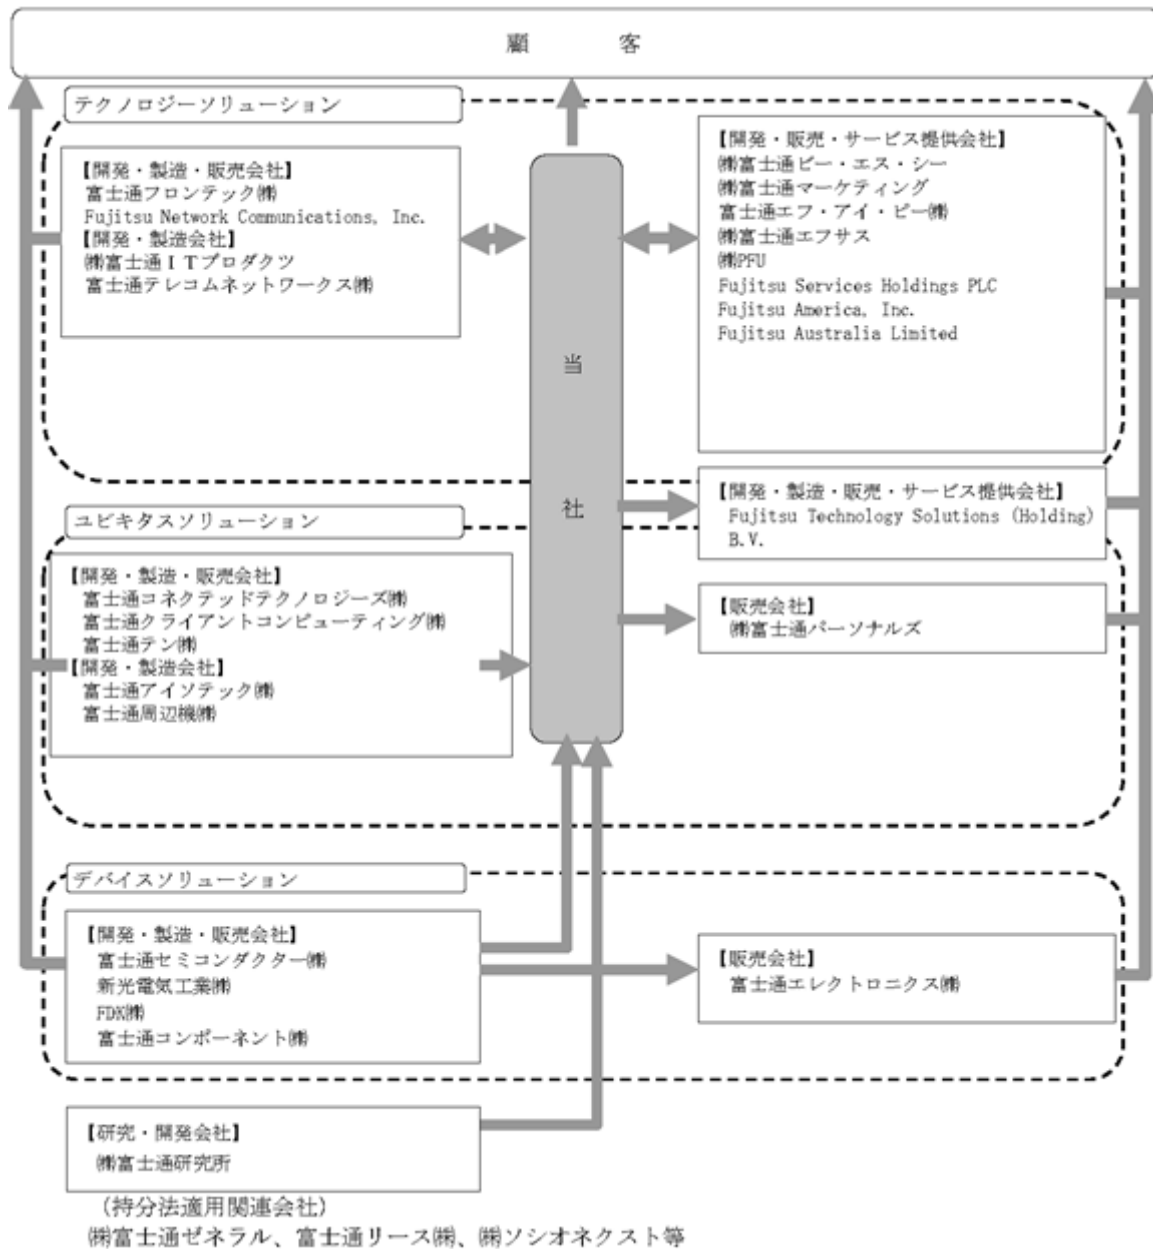 顧 客
テクノロジーソリューション
【開発・製造・販売会社】
富士通フロンテック㈱
Fujitsu Network Communications, Inc.
【開発・製造会社】
㈱富士通ＩＴプロダクツ
富士通テレコムネットワークス㈱
【開発・販売・サービス提供会社】
㈱富士通ビー・エス・シー
㈱富士通マーケティング
富士通エフ・アイ・ピー㈱
㈱富士通エフサス
㈱PFU
Fujitsu Services Holdings PLC
Fujitsu America, Inc.
Fujitsu Australia Limited
当
社
【開発・製造・販売・サービス提供会社】
Fujitsu Technology Solutions (Holding)
B.V.
ユビキタスソリューション
【開発・製造・販売会社】
富士通コネクテッドテクノロジーズ㈱
富士通クライアントコンピューティング㈱
富士通テン㈱
【開発・製造会社】
富士通アイソテック㈱
富士通周辺機㈱
【販売会社】
㈱富士通パーソナルズ
デバイスソリューション
【開発・製造・販売会社】
富士通セミコンダクター㈱
新光電気工業㈱
FDK㈱
富士通コンポーネント㈱
【販売会社】
富士通エレクトロニクス㈱
【研究・開発会社】
㈱富士通研究所
（持分法適用関連会社）
㈱富士通ゼネラル、富士通リース㈱、㈱ソシオネクスト等